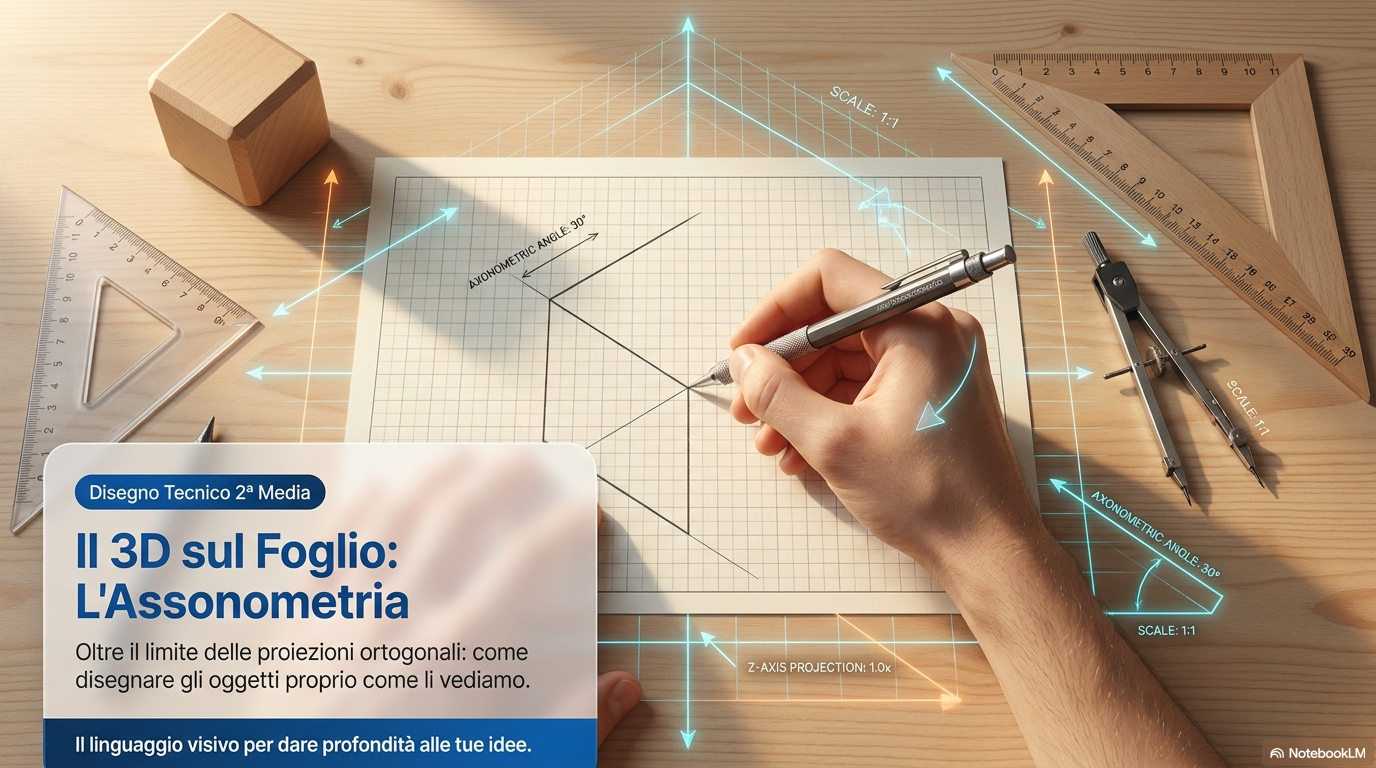 SCALE: 1:1
AXONOMETRIC ANGLE: 30°
SCALE: 1:1
AXONOMETRIC ANGLE: 30°
SCALE: 1:1
Z-AXIS PROJECTION: 1.0x
Disegno Tecnico 2ª Media
Il 3D sul Foglio:
L'Assonometria
Oltre il limite delle proiezioni ortogonali: come
disegnare gli oggetti proprio come li vediamo.
Il linguaggio visivo per dare profondità alle tue idee.
NotebookLM